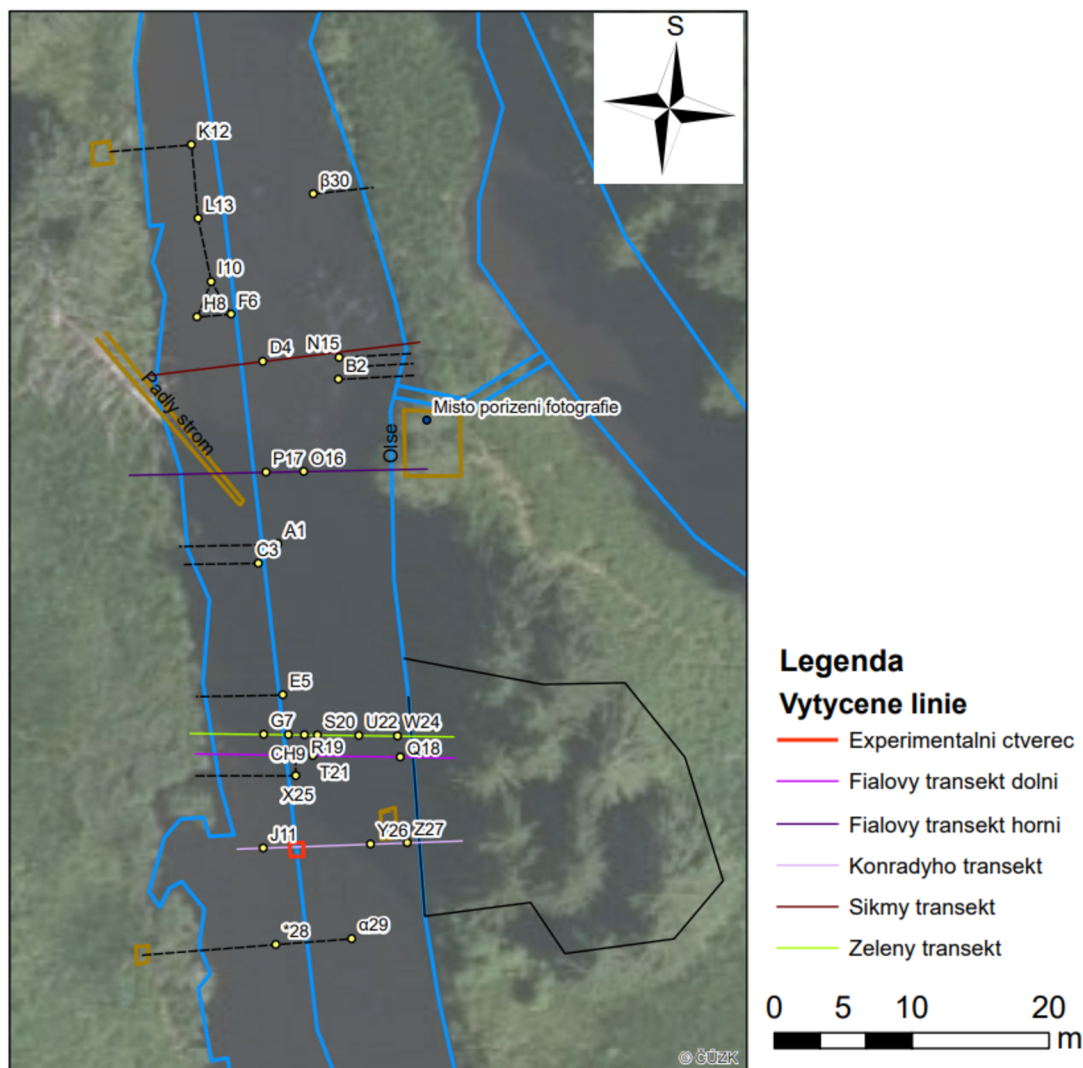 S
K12
β30
L13
I10
H8
F6
D4
N15
B2
Misto porizeni fotografie
Padly strom
Olse
P17
O16
A1
C3
E5
G7
S20
U22
W24
CH9
R19
Q18
T21
X25
J11
Y26
Z27
*28
α29
© ČÚZK
Legenda
Vytycene linie
Experimentalni ctverec
Fialovy transekt dolni
Fialovy transekt horni
Konradyho transekt
Sikmy transekt
Zeleny transekt
0 5 10 20
m